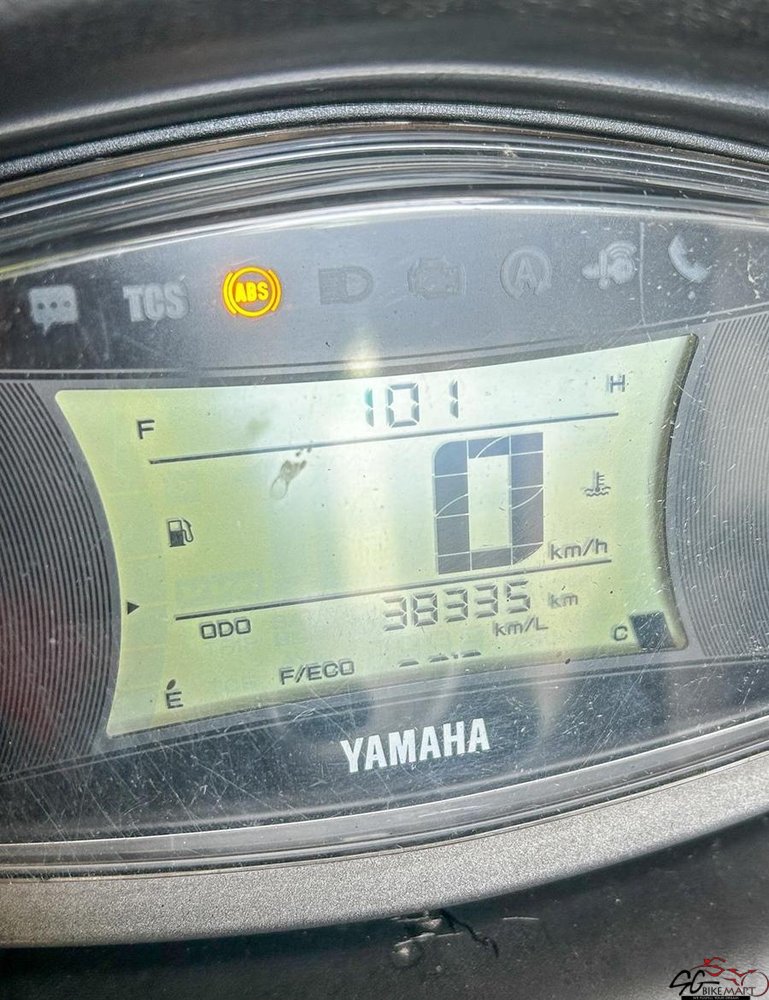 TCS ABS A
F 101 H
0 km/h
ODO 38335 km
km/L C
F/ECO
E
YAMAHA
SG BIKEMART